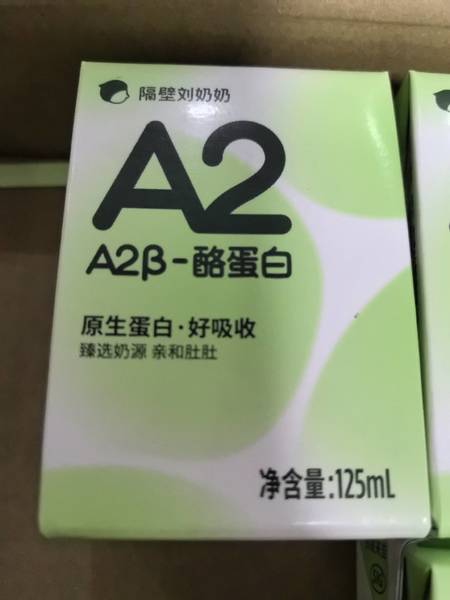 隔壁刘奶奶
A2
A2β-酪蛋白
原生蛋白·好吸收
臻选奶源 亲和肚肚
净含量:125mL